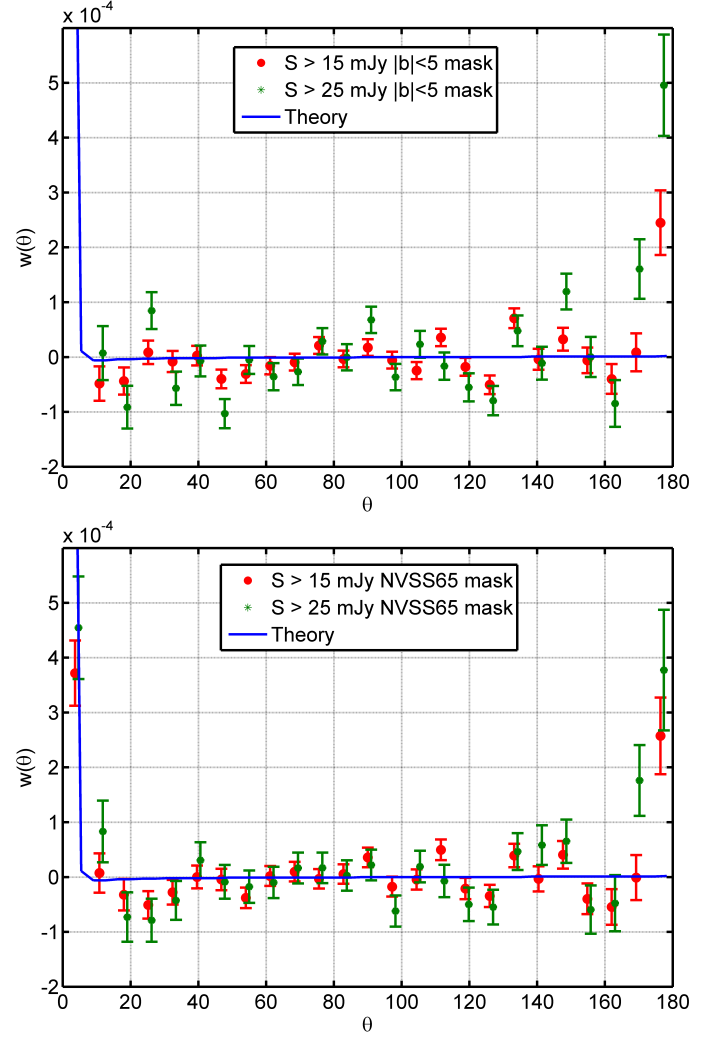 x 10⁻⁴
5
4
3
2
1
0
-1
-2
w(θ)
S > 15 mJy |b|<5 mask
S > 25 mJy |b|<5 mask
Theory
0 20 40 60 80 100 120 140 160 180
θ
x 10⁻⁴
5
4
3
2
1
0
-1
-2
w(θ)
S > 15 mJy NVSS65 mask
S > 25 mJy NVSS65 mask
Theory
0 20 40 60 80 100 120 140 160 180
θ